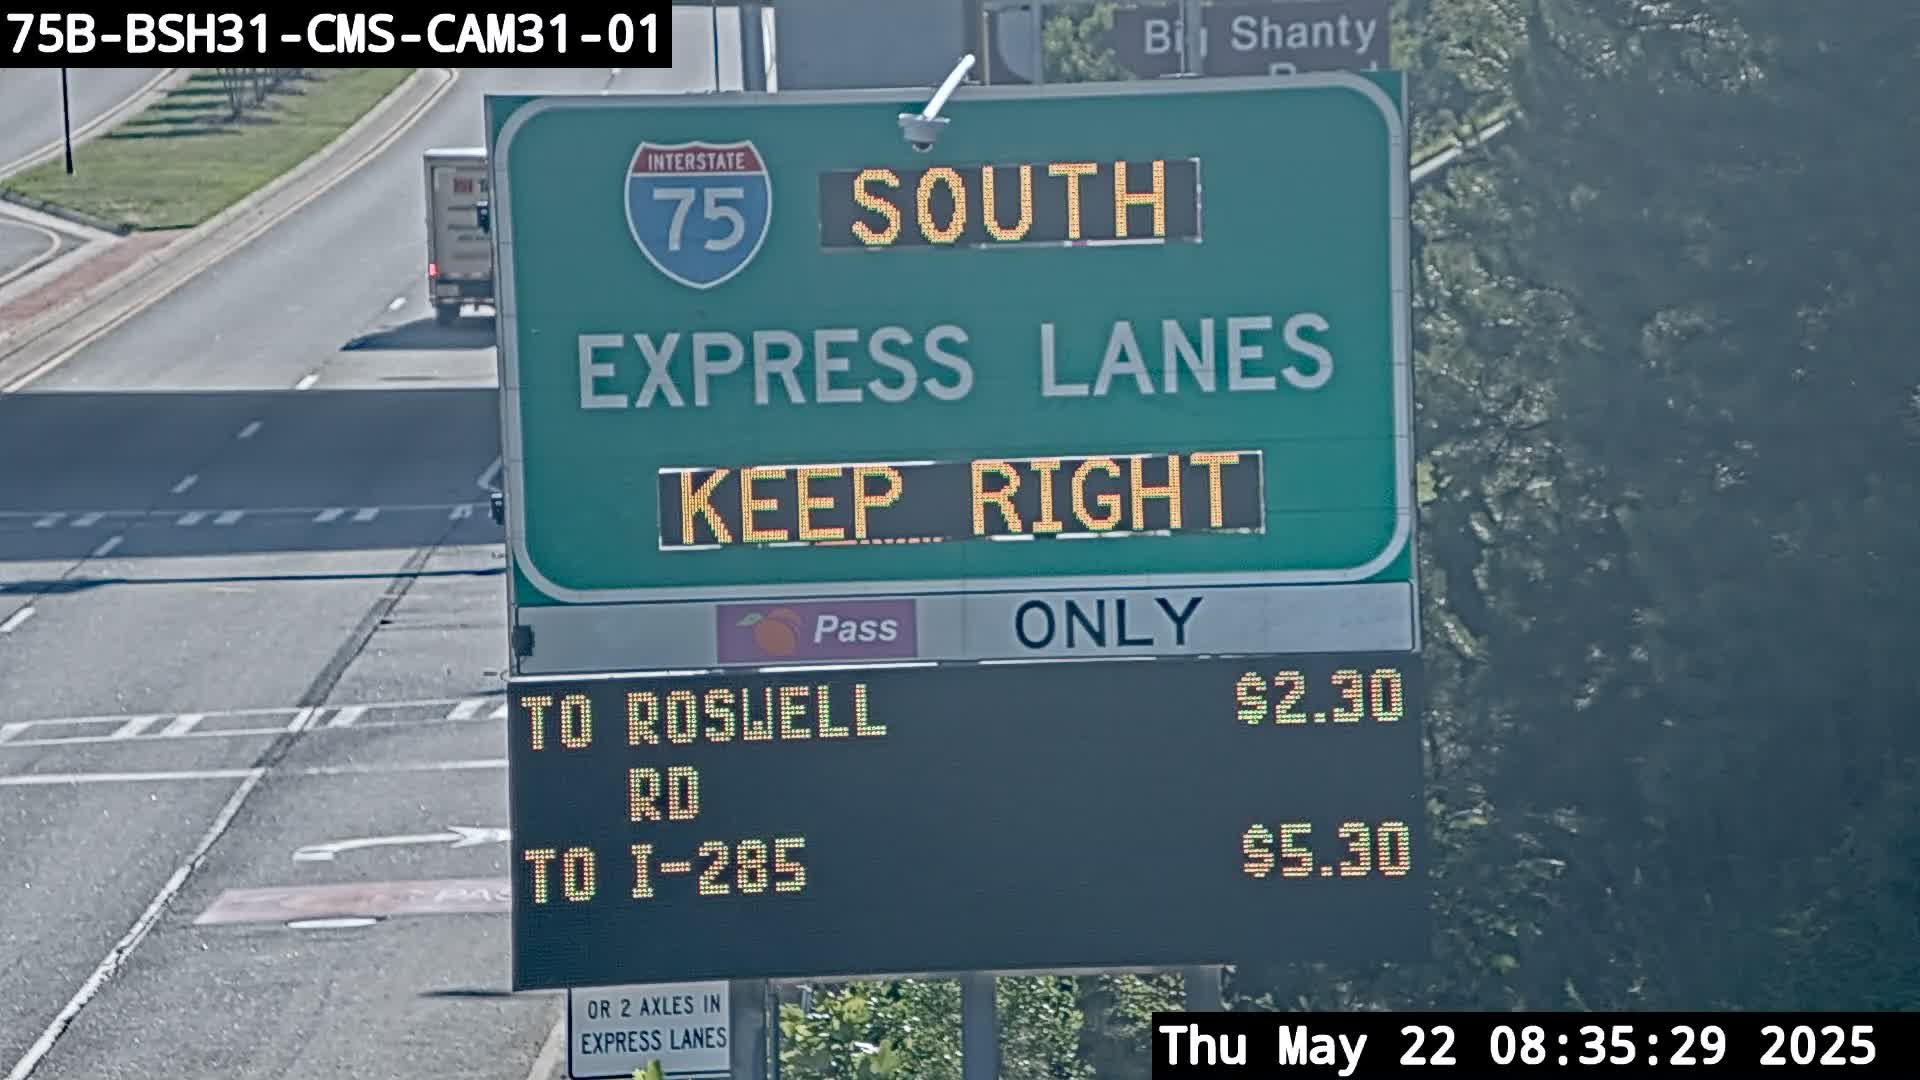 75B-BSH31-CMS-CAM31-01
Big Shanty
INTERSTATE
75
SOUTH
EXPRESS LANES
KEEP RIGHT
Pass
ONLY
TO ROSWELL $2.30
RD
TO I-285 $5.30
OR 2 AXLES IN
EXPRESS LANES
Thu May 22 08:35:29 2025